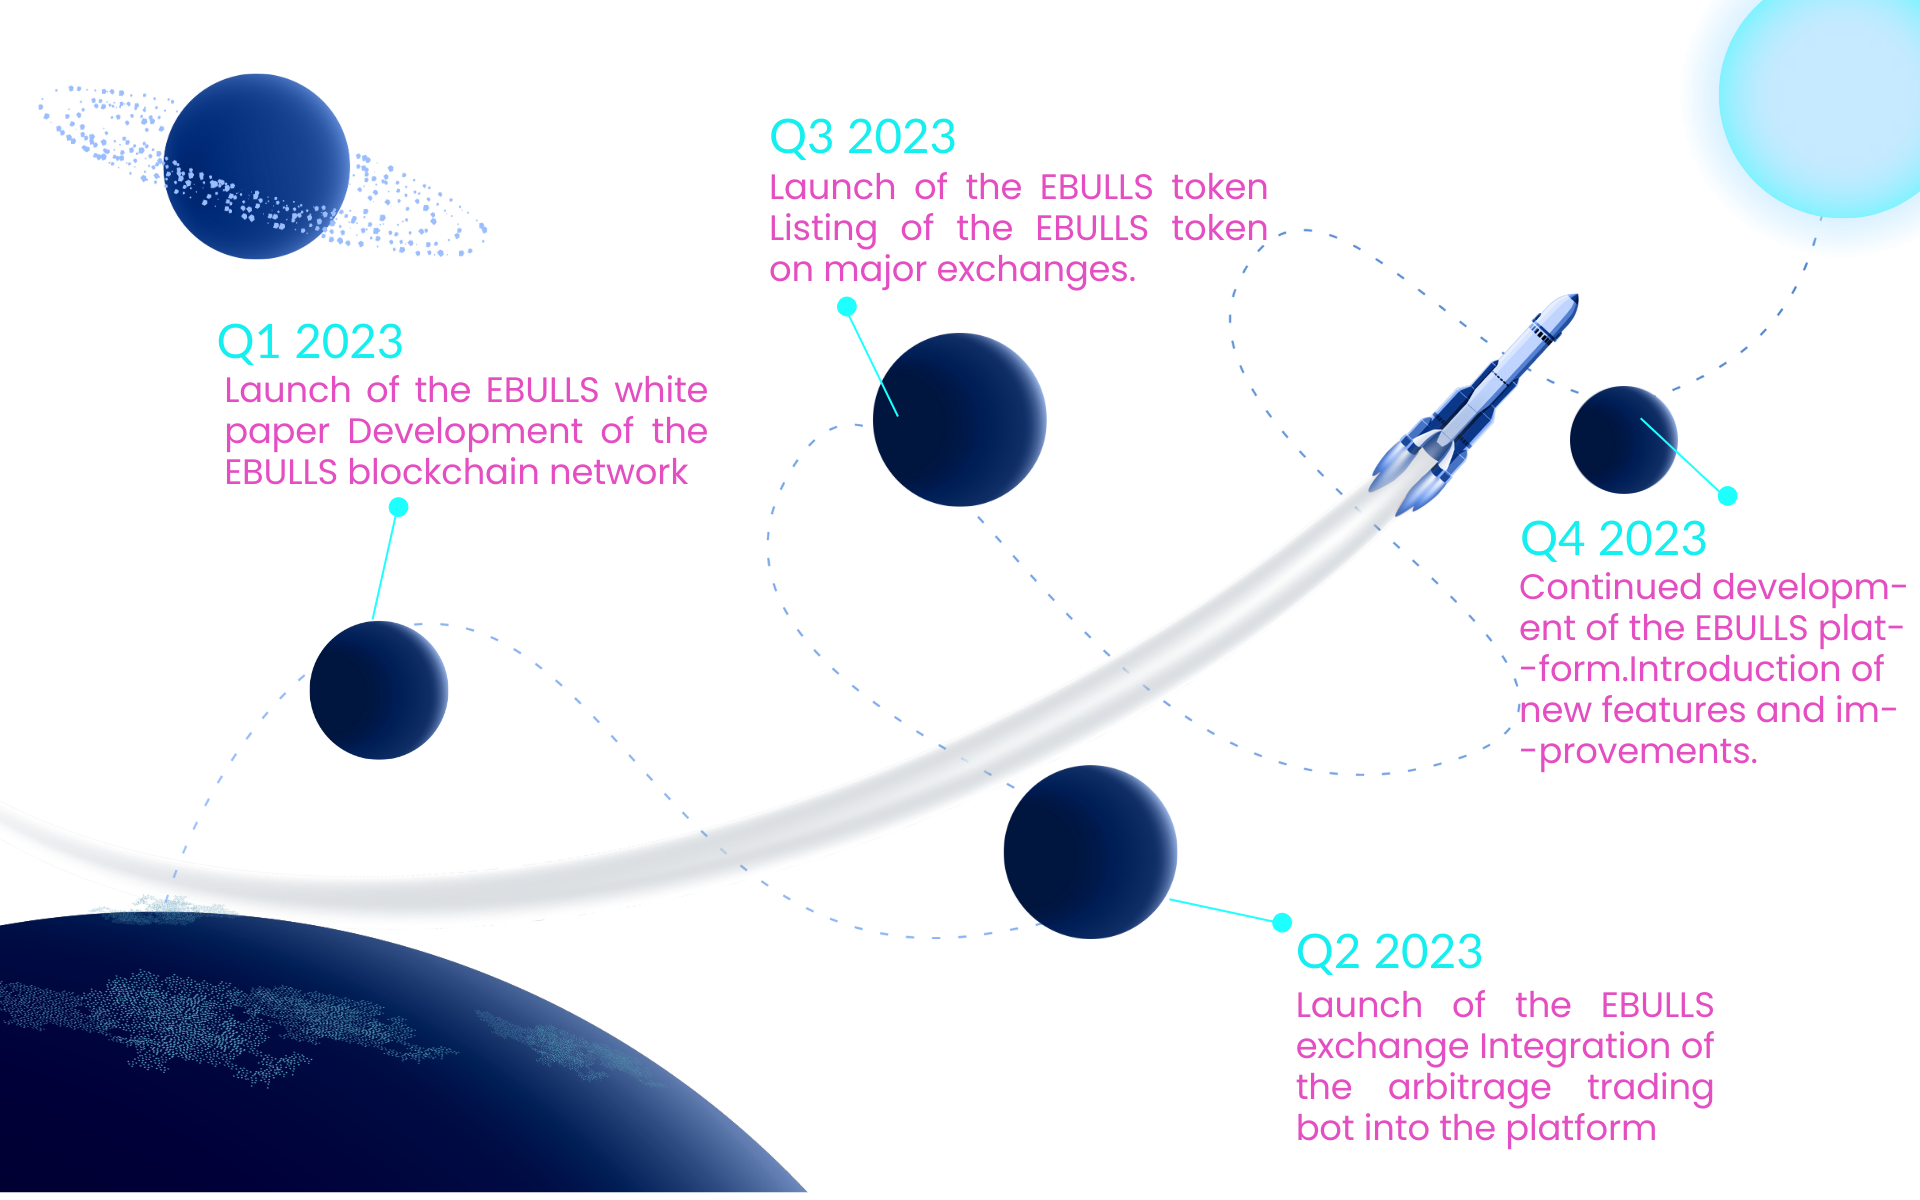 Q1 2023
Launch of the EBULLS white
paper Development of the
EBULLS blockchain network
Q3 2023
Launch of the EBULLS token
Listing of the EBULLS token
on major exchanges.
Q4 2023
Continued developm-
ent of the EBULLS plat-
-form.Introduction of
new features and im-
-provements.
Q2 2023
Launch of the EBULLS
exchange Integration of
the arbitrage trading
bot into the platform